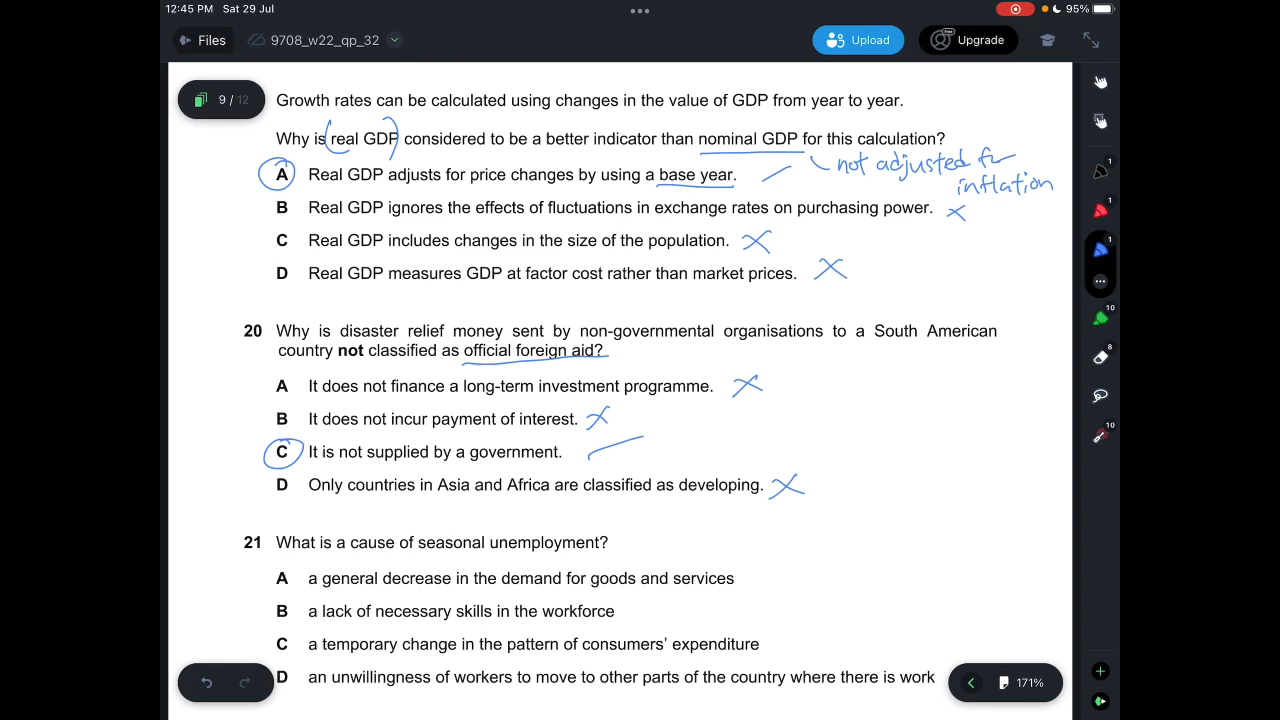 12:45 PM Sat 29 Jul
95%
Files
9708_w22_qp_32
Upload
Upgrade
9 / 12
Growth rates can be calculated using changes in the value of GDP from year to year.
Why is real GDP considered to be a better indicator than nominal GDP for this calculation?
not adjusted for
inflation
A Real GDP adjusts for price changes by using a base year.
B Real GDP ignores the effects of fluctuations in exchange rates on purchasing power.
C Real GDP includes changes in the size of the population.
D Real GDP measures GDP at factor cost rather than market prices.
20 Why is disaster relief money sent by non-governmental organisations to a South American
country not classified as official foreign aid?
A It does not finance a long-term investment programme.
B It does not incur payment of interest.
C It is not supplied by a government.
D Only countries in Asia and Africa are classified as developing.
21 What is a cause of seasonal unemployment?
A a general decrease in the demand for goods and services
B a lack of necessary skills in the workforce
C a temporary change in the pattern of consumers' expenditure
D an unwillingness of workers to move to other parts of the country where there is work
171%
1
1
1
10
8
10